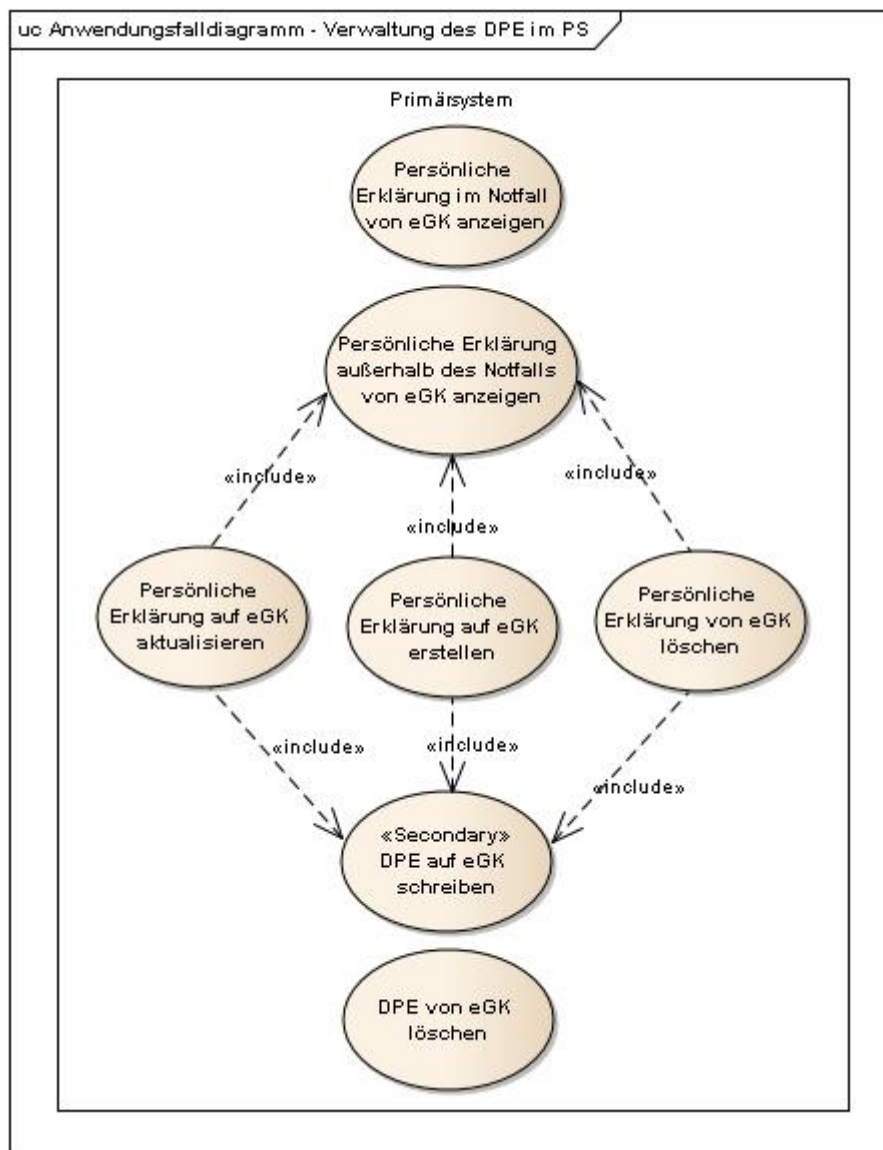 uc Anwendungsfalldiagramm - Verwaltung des DPE im PS
Primärsystem
Persönliche
Erklärung im Notfall
von eGK anzeigen
Persönliche Erklärung
außerhalb des Notfalls
von eGK anzeigen
«include»
«include»
«include»
Persönliche
Erklärung auf eGK
aktualisieren
Persönliche
Erklärung auf eGK
erstellen
Persönliche
Erklärung von eGK
löschen
«include»
«include»
«include»
«Secondary»
DPE auf eGK
schreiben
DPE von eGK
löschen